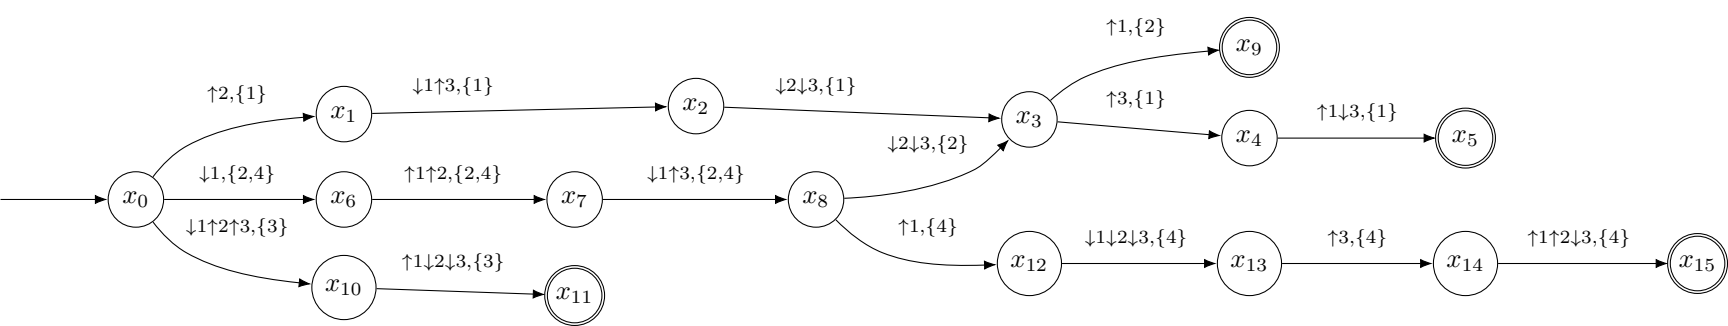 ↑1,{2}
x₉
↑2,{1}
↓1↑3,{1}
↓2↓3,{1}
↑3,{1}
↑1↓3,{1}
x₁
x₂
x₃
x₄
x₅
↓2↓3,{2}
↓1,{2,4}
↑1↑2,{2,4}
↓1↑3,{2,4}
x₀
x₆
x₇
x₈
↓1↑2↑3,{3}
↑1,{4}
↓1↓2↓3,{4}
↑3,{4}
↑1↑2↓3,{4}
↑1↓2↓3,{3}
x₁₂
x₁₃
x₁₄
x₁₅
x₁₀
x₁₁